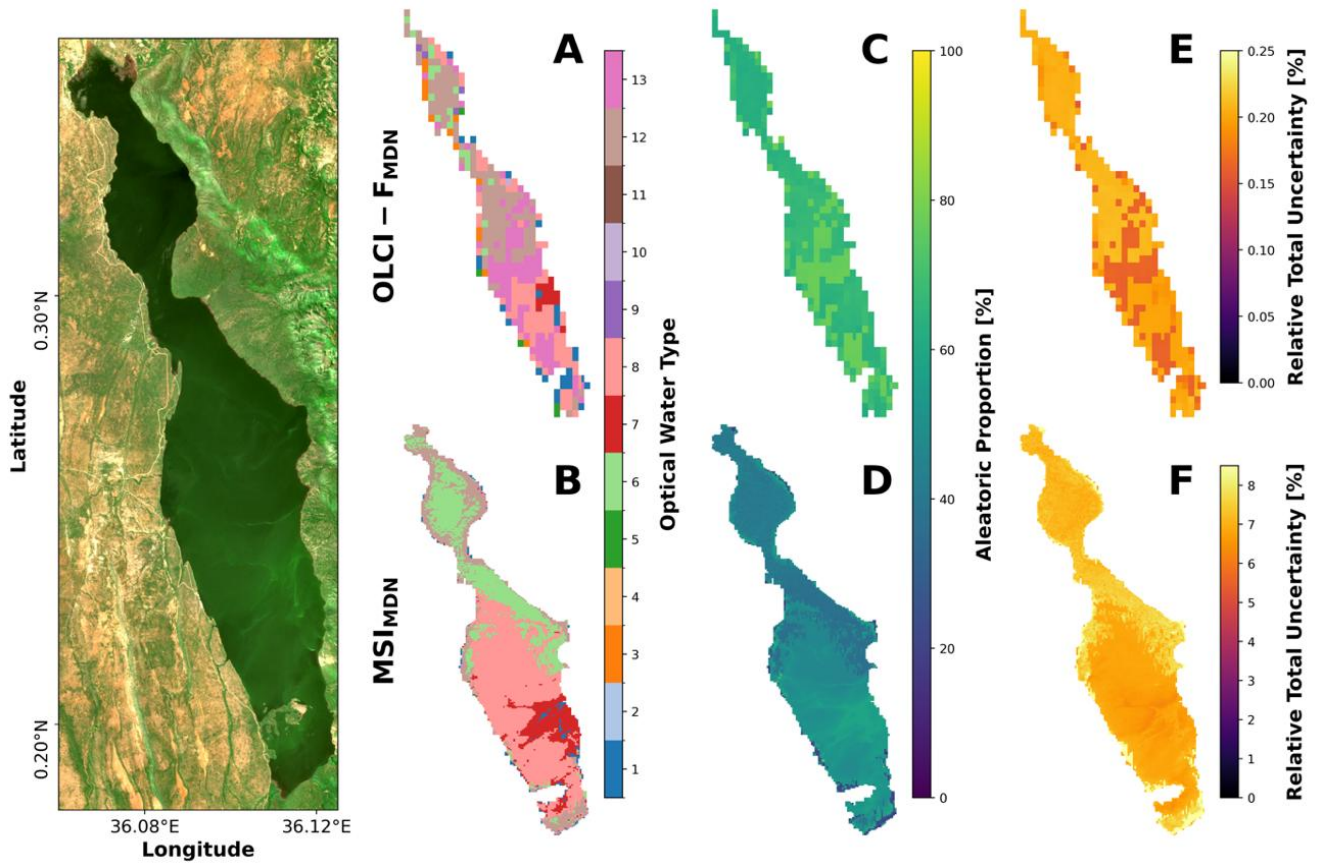 A
C
E
B
D
F
OLCI – F_MDN
MSI_MDN
Latitude
0.30°N
0.20°N
36.08°E
36.12°E
Longitude
13
12
11
10
9
8
7
6
5
4
3
2
1
Optical Water Type
100
80
60
40
20
0
Aleatoric Proportion [%]
0.25
0.20
0.15
0.10
0.05
0.00
Relative Total Uncertainty [%]
8
7
6
5
4
3
2
1
0
Relative Total Uncertainty [%]